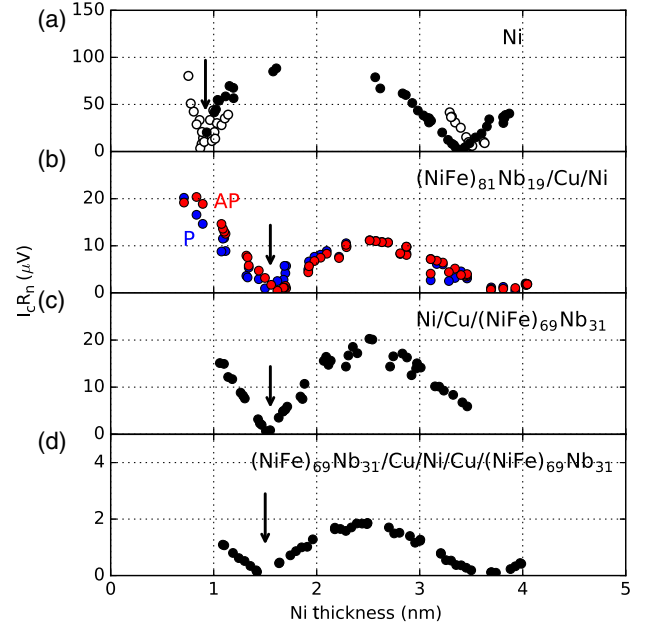 (a)
150
100
50
0
Ni
(b)
20
10
0
(NiFe)₈₁Nb₁₉/Cu/Ni
AP
P
IcRn (μV)
(c)
20
10
0
Ni/Cu/(NiFe)₆₉Nb₃₁
(d)
4
2
0
(NiFe)₆₉Nb₃₁/Cu/Ni/Cu/(NiFe)₆₉Nb₃₁
0 1 2 3 4 5
Ni thickness (nm)